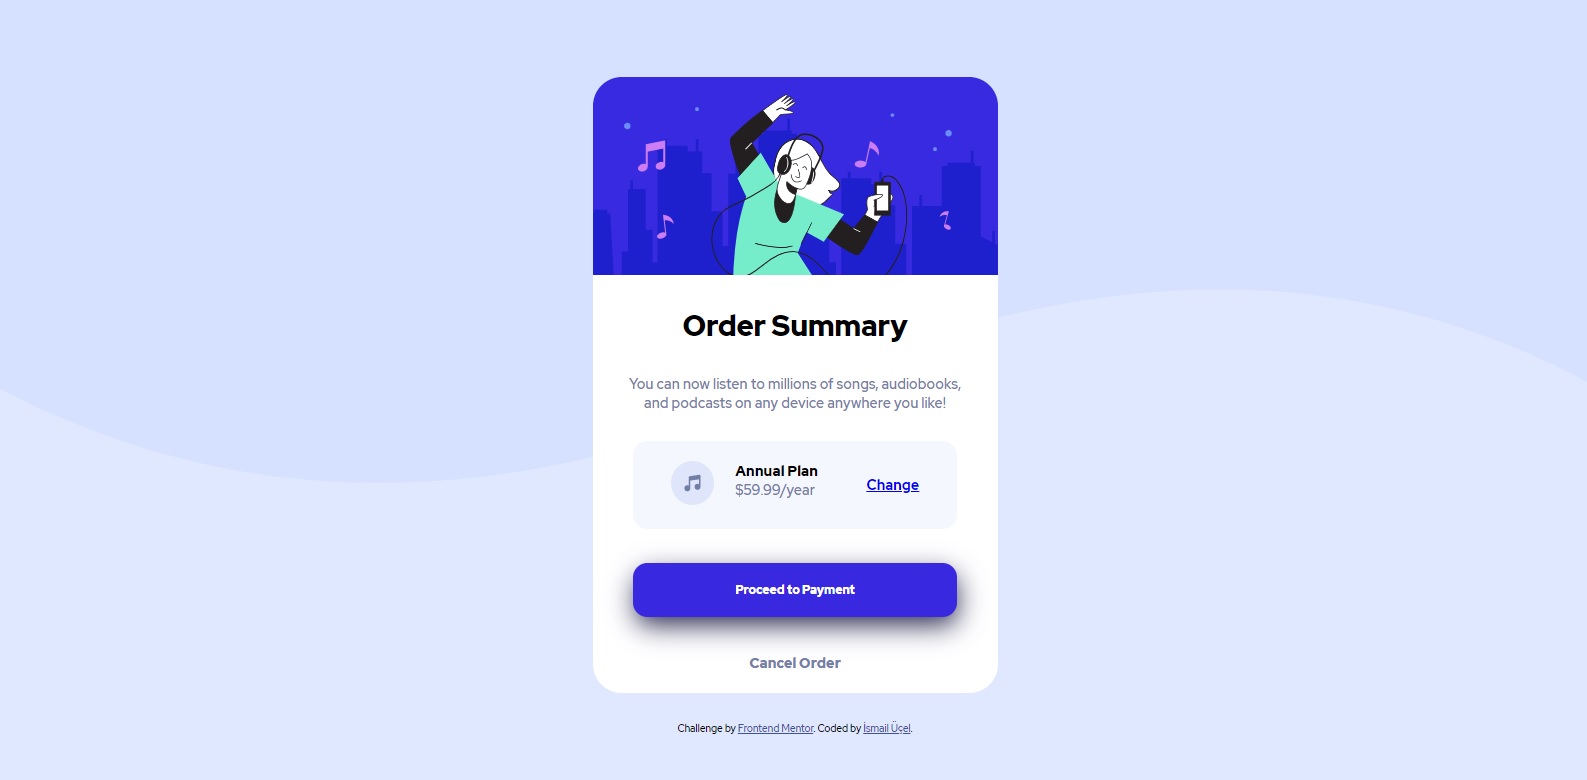 Order Summary
You can now listen to millions of songs, audiobooks,
and podcasts on any device anywhere you like!
Annual Plan
$59.99/year
Change
Proceed to Payment
Cancel Order
Challenge by Frontend Mentor. Coded by İsmail Üçel.